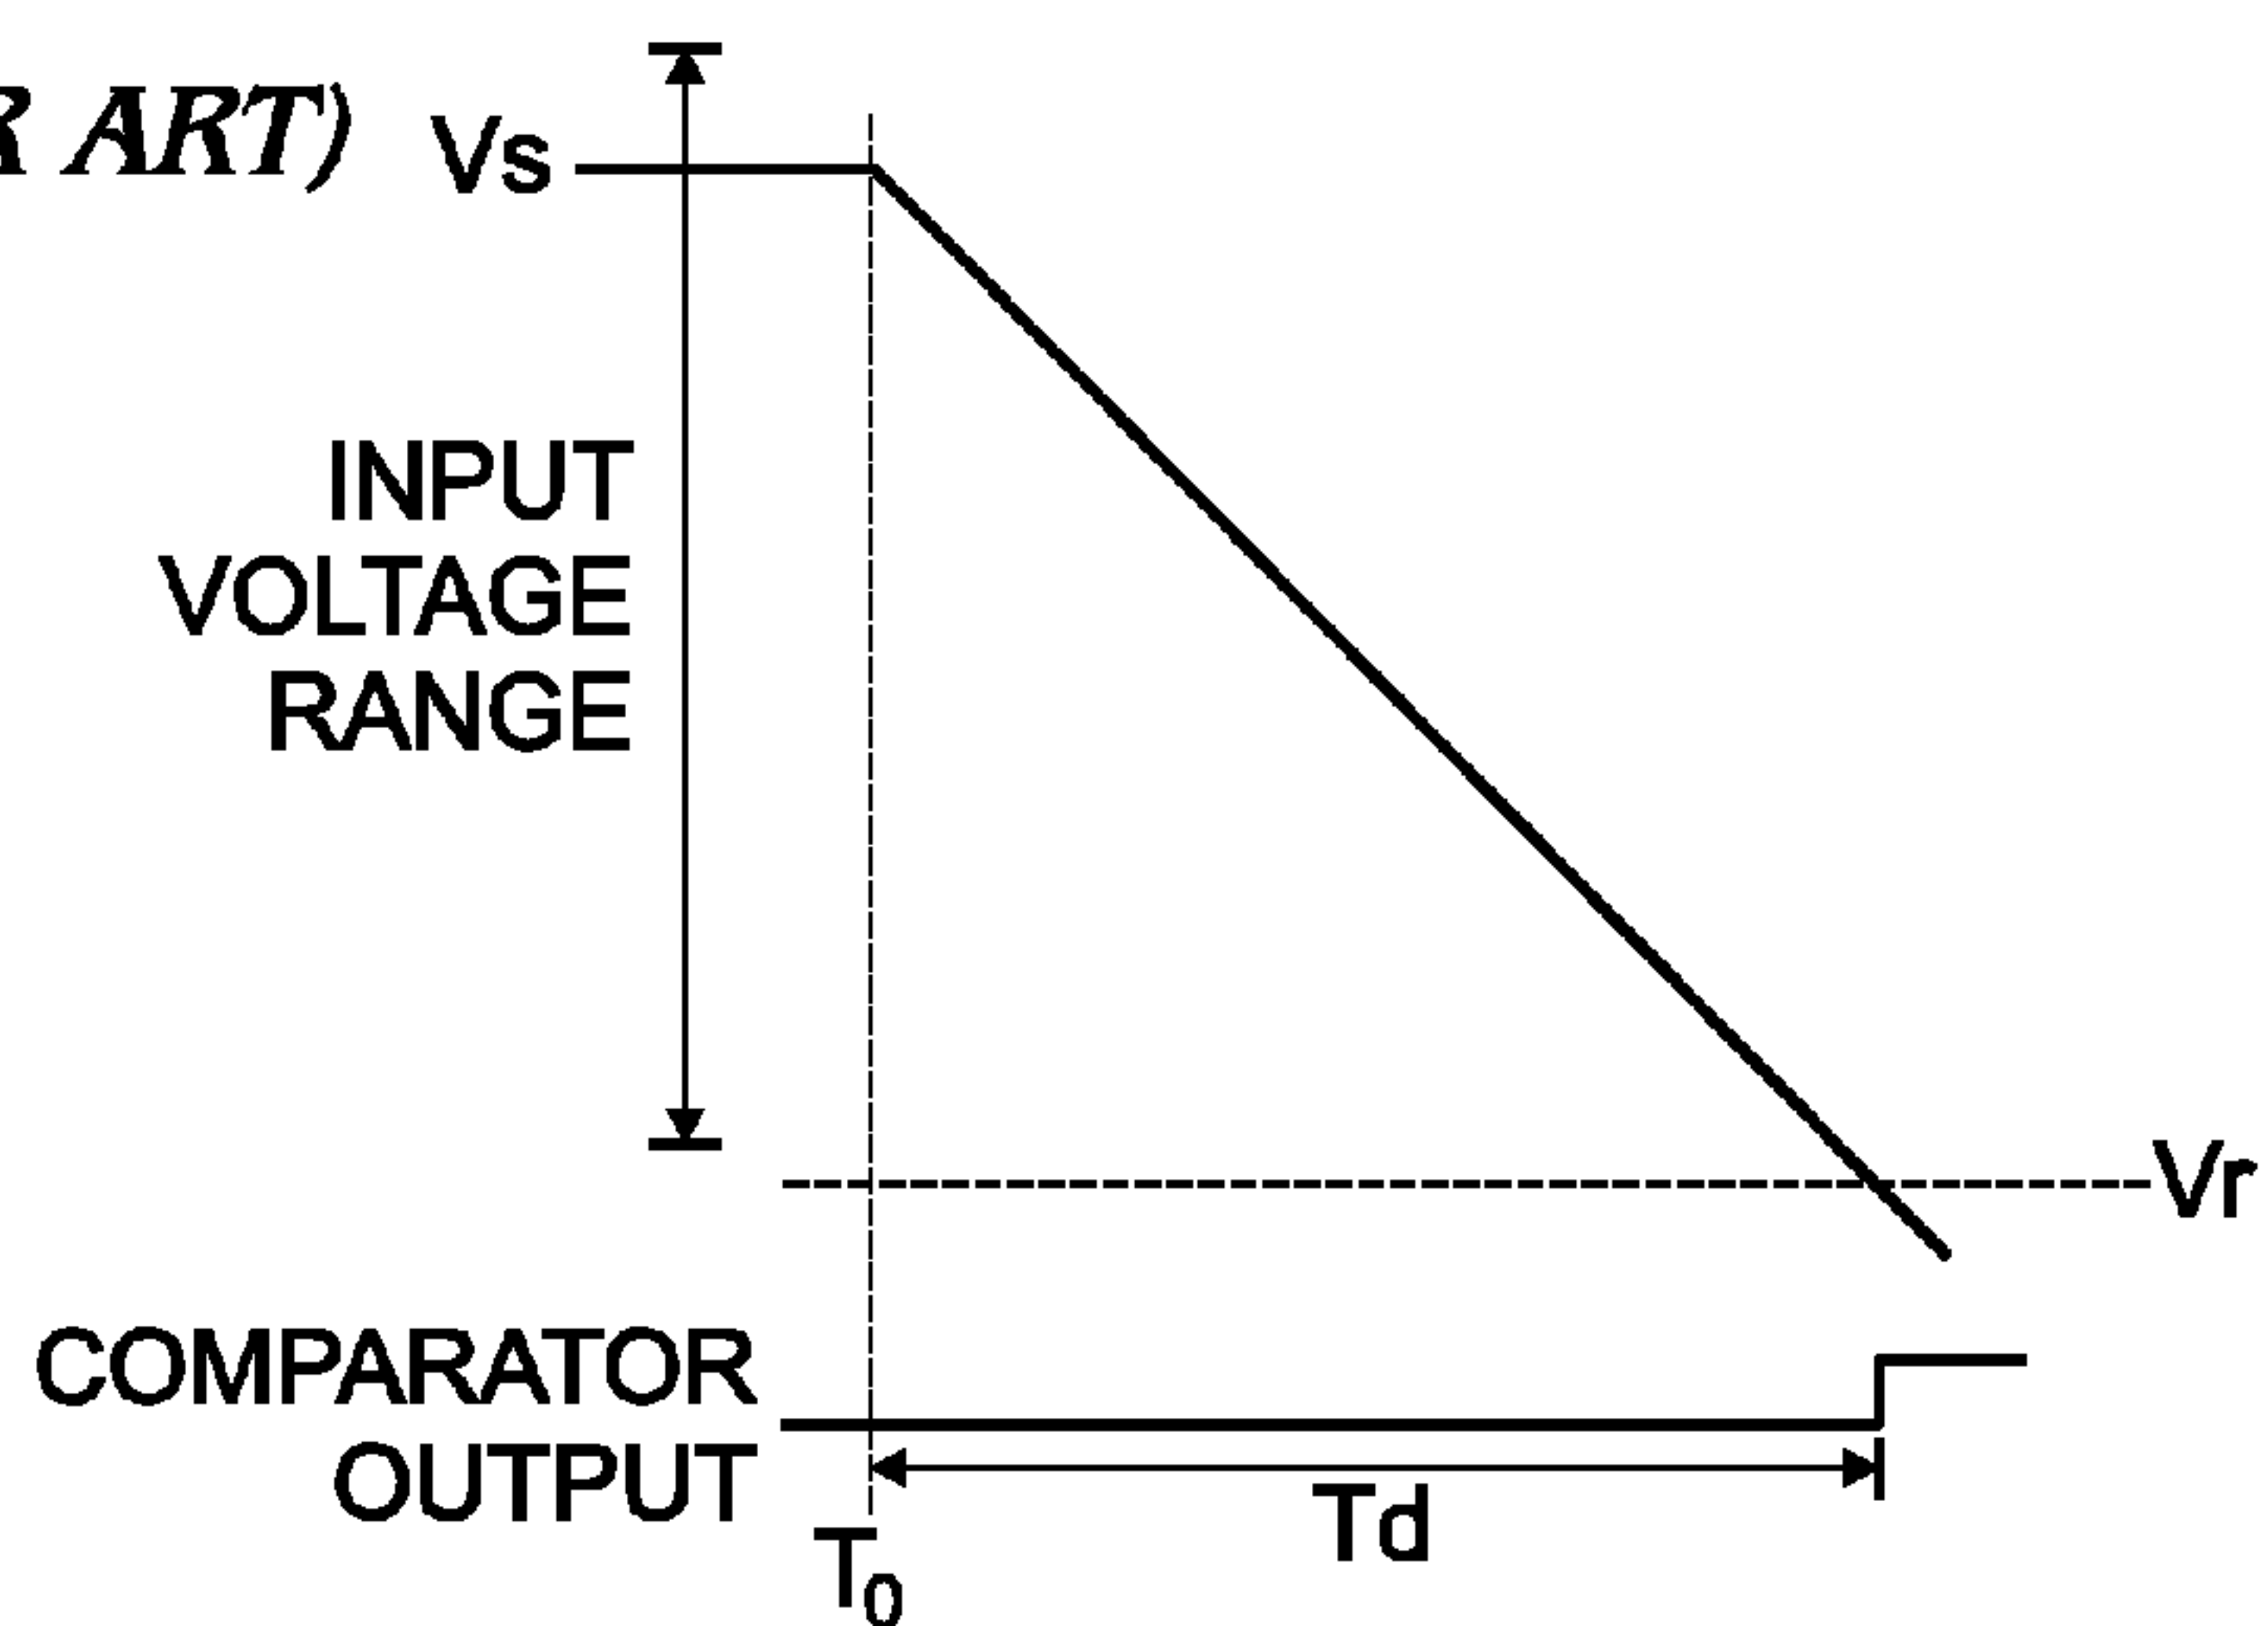 ART)
Vs
INPUT
VOLTAGE
RANGE
Vr
COMPARATOR
OUTPUT
Td
T₀